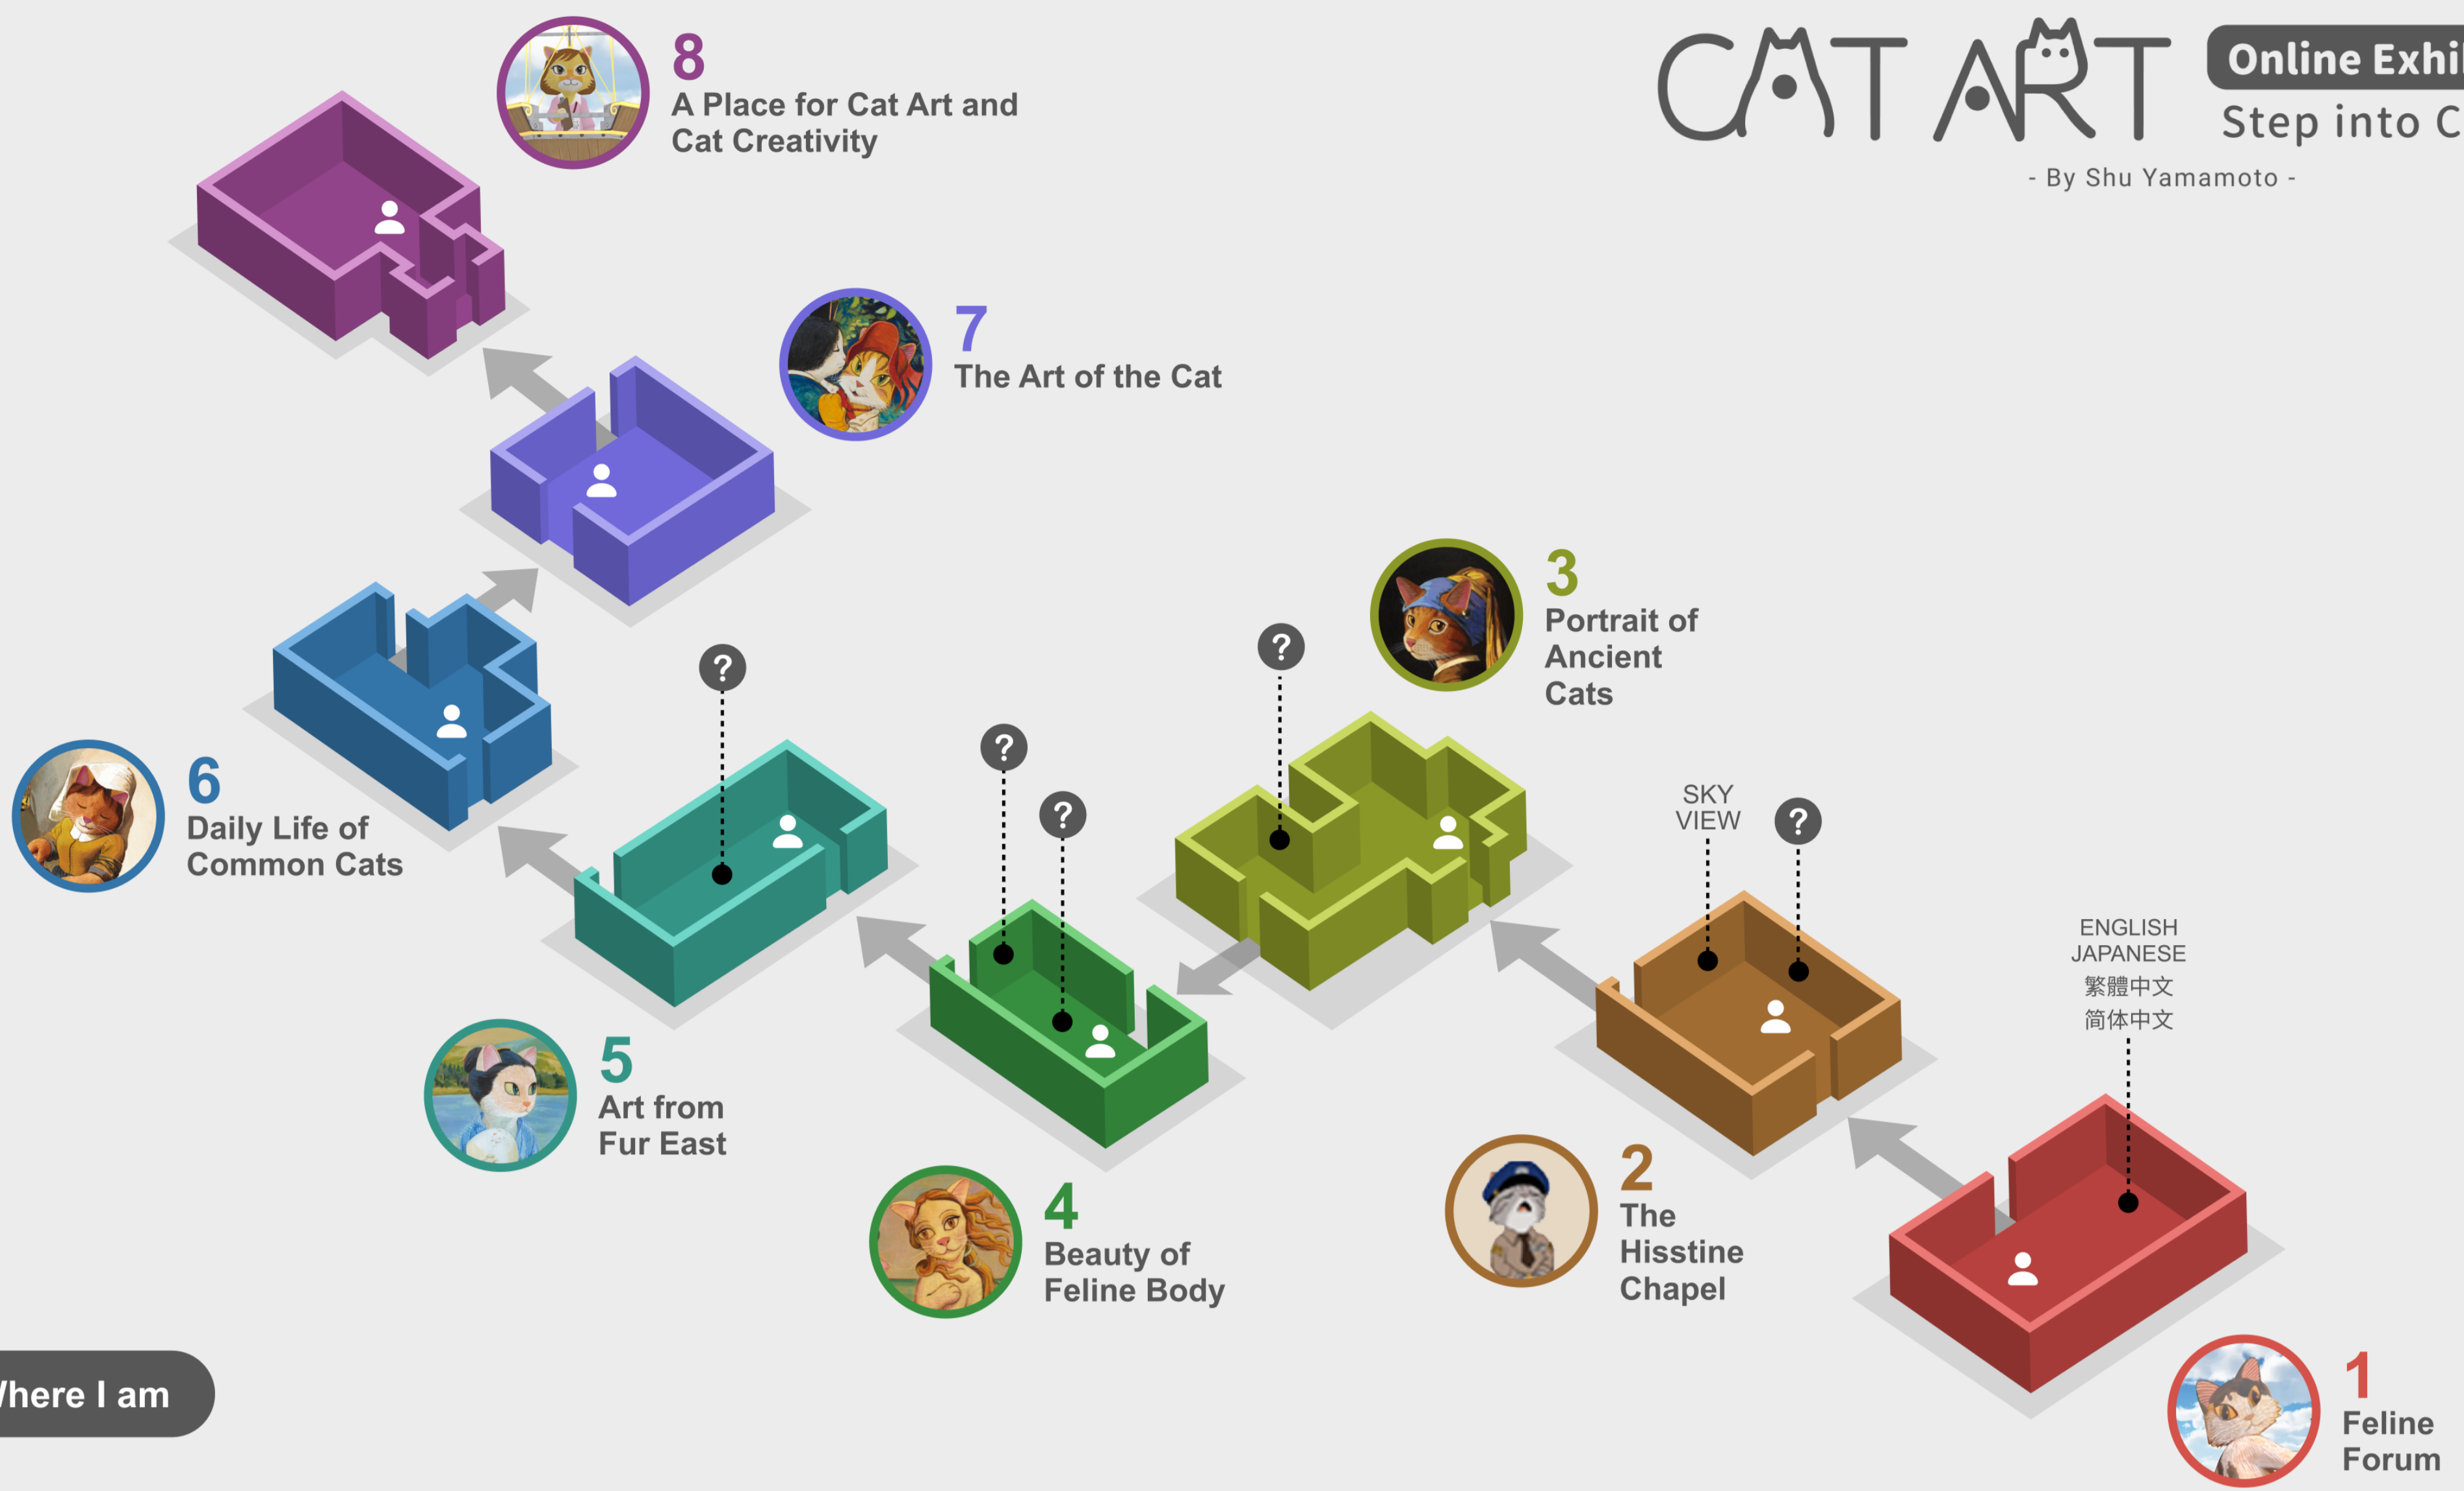 CAT ART
Online Exhi
Step into C
- By Shu Yamamoto -
8
A Place for Cat Art and
Cat Creativity
7
The Art of the Cat
3
Portrait of
Ancient
Cats
?
?
?
?
SKY
VIEW
?
6
Daily Life of
Common Cats
ENGLISH
JAPANESE
繁體中文
简体中文
5
Art from
Fur East
4
Beauty of
Feline Body
2
The
Hisstine
Chapel
1
Feline
Forum
Where I am